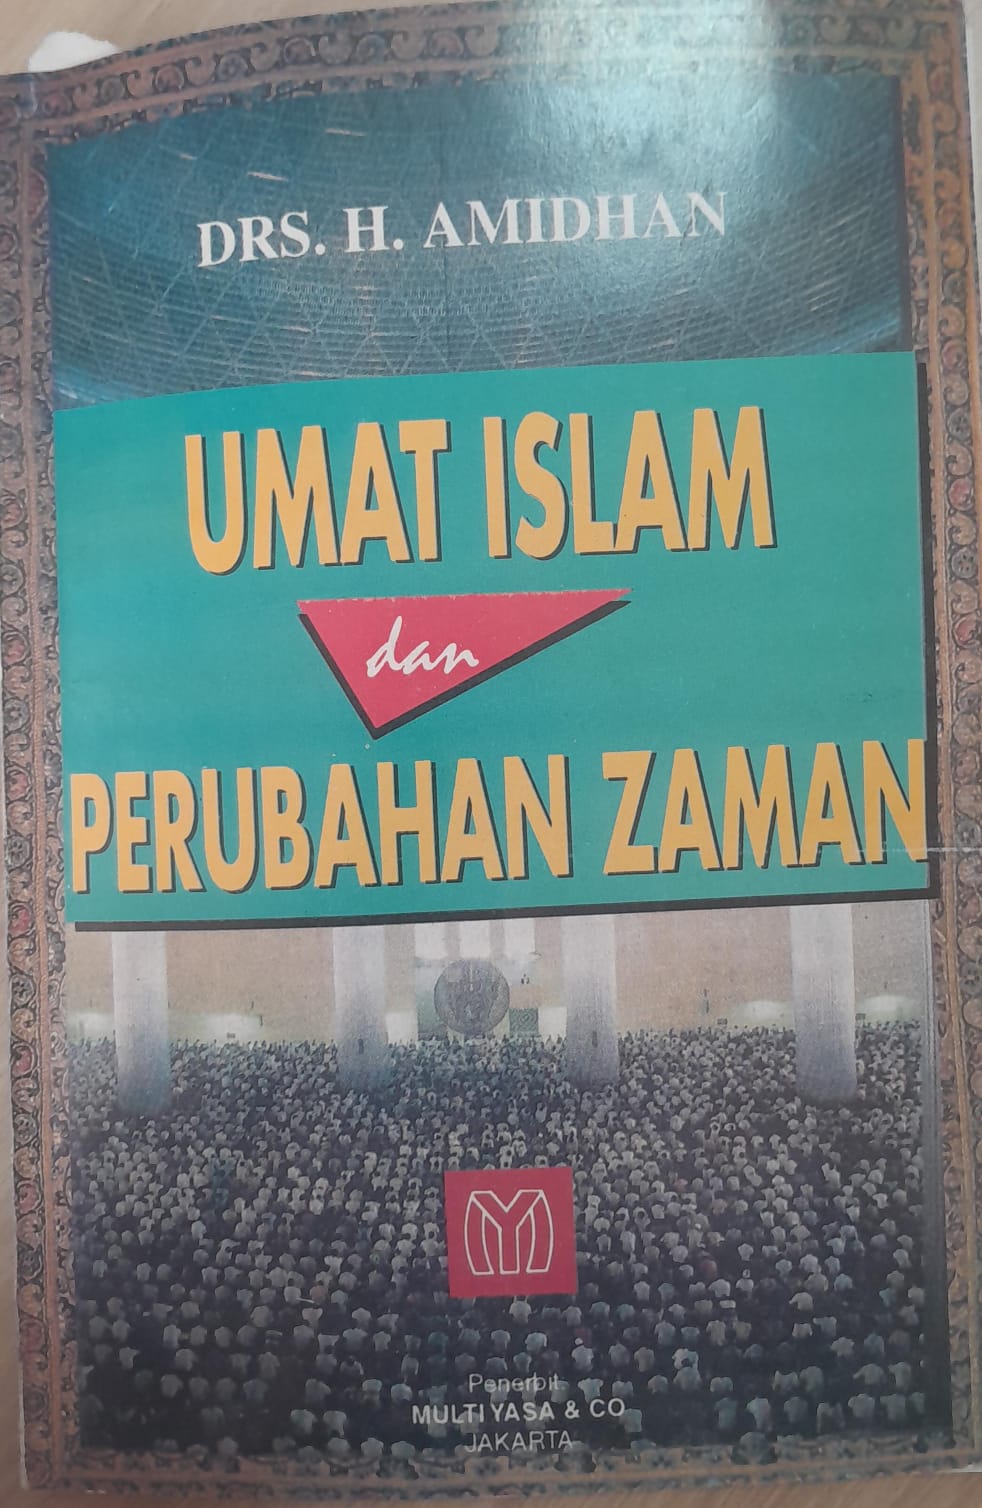 DRS. H. AMIDHAN
UMAT ISLAM
dan
PERUBAHAN ZAMAN
Penerbit:
MULTI YASA & CO
JAKARTA